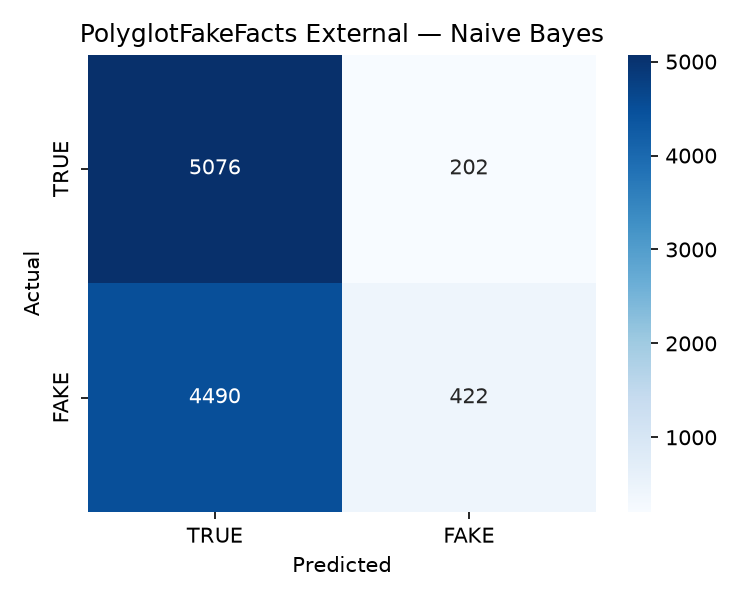 PolyglotFakeFacts External — Naive Bayes
5076
202
4490
422
TRUE
FAKE
Actual
TRUE
FAKE
Predicted
5000
4000
3000
2000
1000